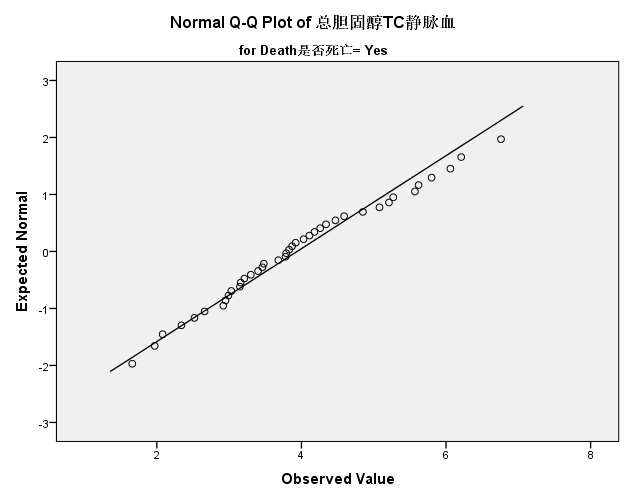 Normal Q-Q Plot of 总胆固醇TC静脉血
for Death是否死亡= Yes
3
2
1
0
-1
-2
-3
Expected Normal
2 4 6 8
Observed Value